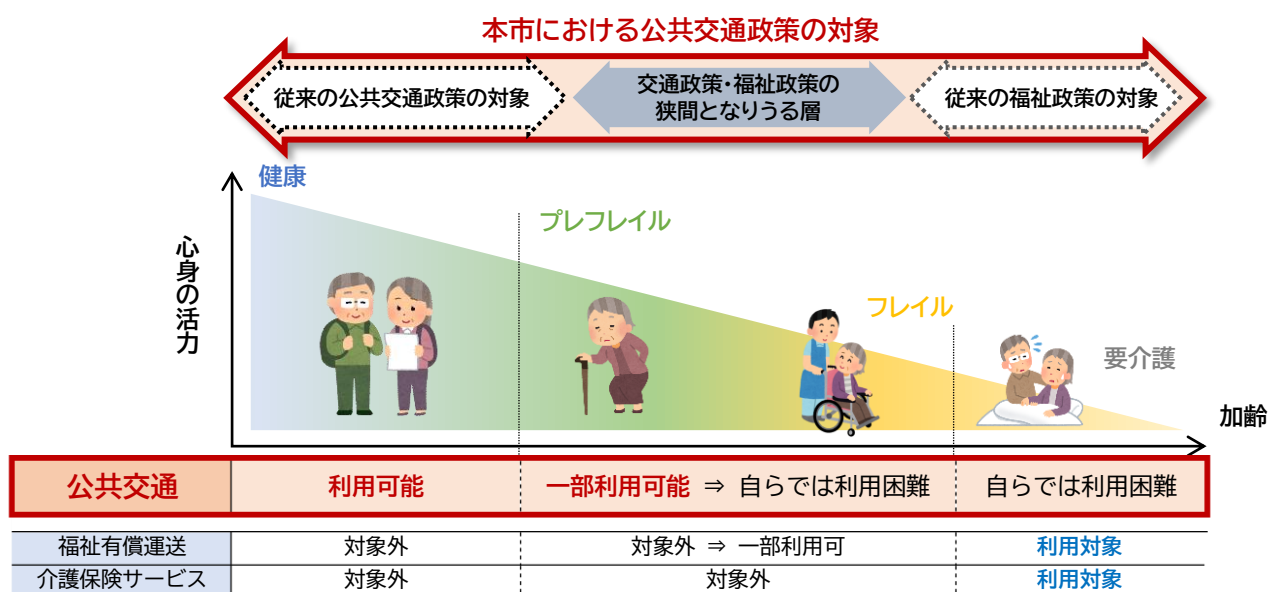 本市における公共交通政策の対象
従来の公共交通政策の対象
交通政策・福祉政策の
狭間となりうる層
従来の福祉政策の対象
健康
プレフレイル
心身の活力
フレイル
要介護
加齢
公共交通 利用可能 一部利用可能 ⇒ 自らでは利用困難 自らでは利用困難
福祉有償運送 対象外 対象外 ⇒ 一部利用可 利用対象
介護保険サービス 対象外 対象外 利用対象